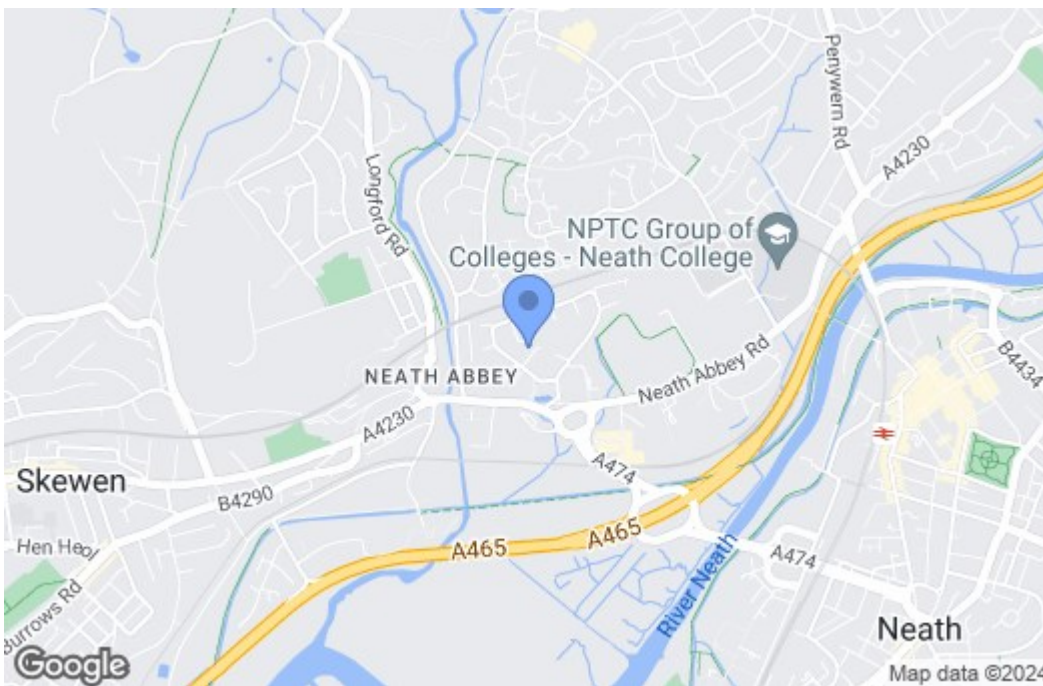 Penywern Rd
A4230
Longford Rd
NPTC Group of
Colleges - Neath College
NEATH ABBEY
Neath Abbey Rd
B4434
A4230
A474
Skewen
B4290
A465
A465
Hen Heol
River Neath
A474
Burrows Rd
Neath
Google
Map data ©2024